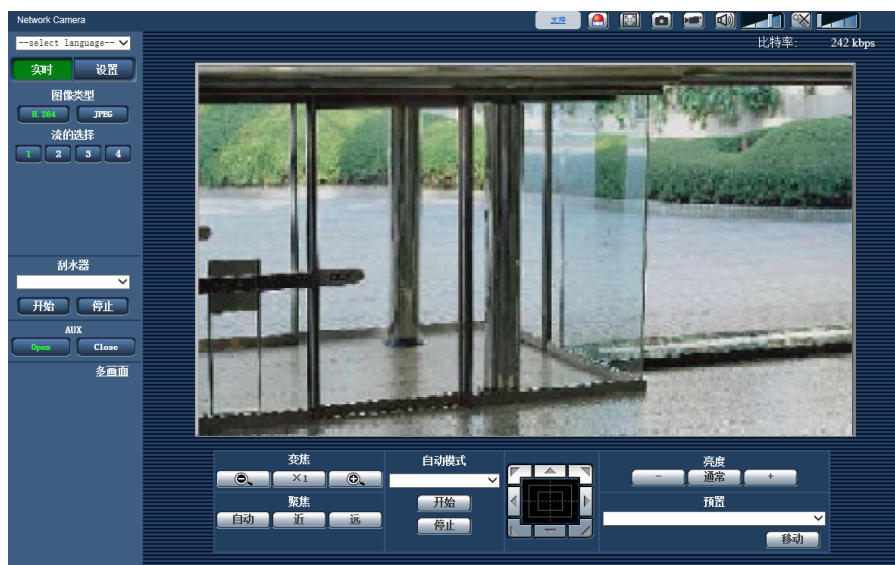 Network Camera
支持
--select language--
比特率: 242 kbps
实时 设置
图像类型
H.264 JPEG
流的选择
1 2 3 4
刮水器
开始 停止
AUX
Open Close
多画面
变焦
×1
聚焦
自动 近 远
自动模式
开始
停止
亮度
- 通常 +
预置
移动